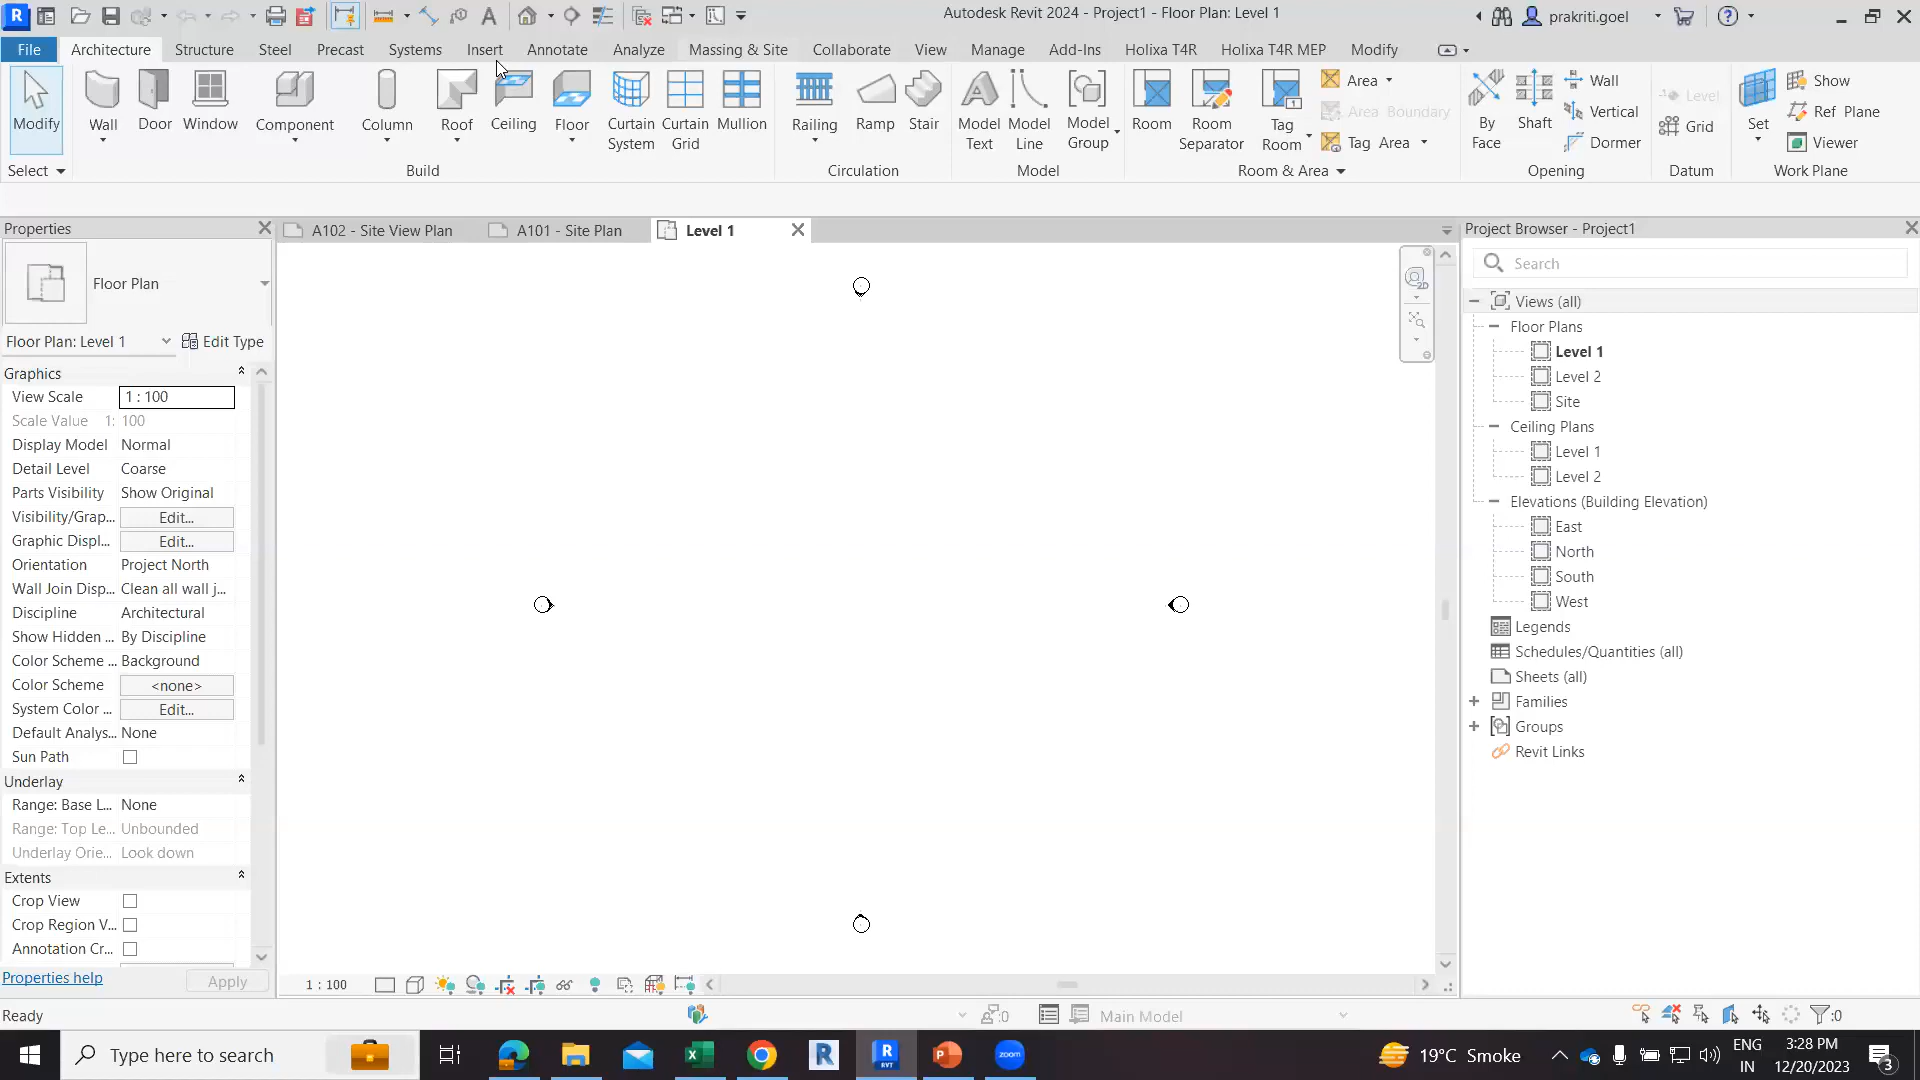 Autodesk Revit 2024 - Project1 - Floor Plan: Level 1
prakriti.goel
File Architecture Structure Steel Precast Systems Insert Annotate Analyze Massing & Site Collaborate View Manage Add-Ins Holixa T4R Holixa T4R MEP Modify
Modify Wall Door Window Component Column Roof Ceiling Floor Curtain System Curtain Grid Mullion
Railing Ramp Stair Model Text Model Line Model Group
Room Room Separator Tag Room Area Area Boundary Tag Area
By Face Shaft Wall Vertical Dormer
Level Grid Set Show Ref Plane Viewer
Select Build Circulation Model Room & Area Opening Datum Work Plane
Properties
Floor Plan
Floor Plan: Level 1 Edit Type
Graphics
View Scale 1 : 100
Scale Value 1: 100
Display Model Normal
Detail Level Coarse
Parts Visibility Show Original
Visibility/Grap... Edit...
Graphic Displ... Edit...
Orientation Project North
Wall Join Disp... Clean all wall j...
Discipline Architectural
Show Hidden ... By Discipline
Color Scheme ... Background
Color Scheme <none>
System Color ... Edit...
Default Analys... None
Sun Path
Underlay
Range: Base L... None
Range: Top Le... Unbounded
Underlay Orie... Look down
Extents
Crop View
Crop Region V...
Annotation Cr...
Properties help Apply
A102 - Site View Plan A101 - Site Plan Level 1
2D
1 : 100
Project Browser - Project1
Search
Views (all)
Floor Plans
Level 1
Level 2
Site
Ceiling Plans
Level 1
Level 2
Elevations (Building Elevation)
East
North
South
West
Legends
Schedules/Quantities (all)
Sheets (all)
Families
Groups
Revit Links
Ready :0 Main Model :0
Type here to search
zoom
19°C Smoke
ENG
IN
3:28 PM
12/20/2023
3